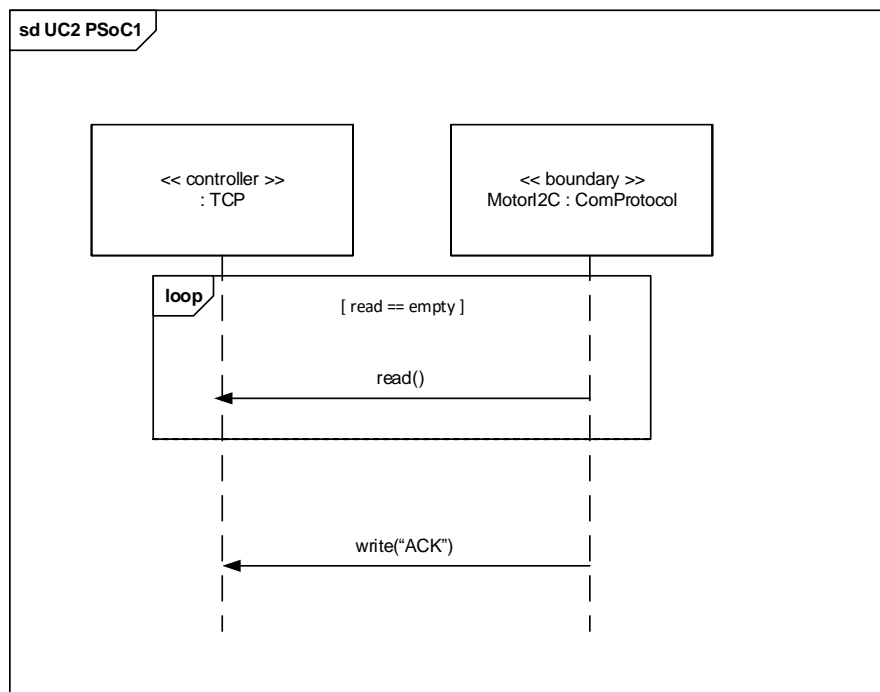 sd UC2 PSoC1
<< controller >>
: TCP
<< boundary >>
MotorI2C : ComProtocol
loop
[ read == empty ]
read()
write(“ACK”)